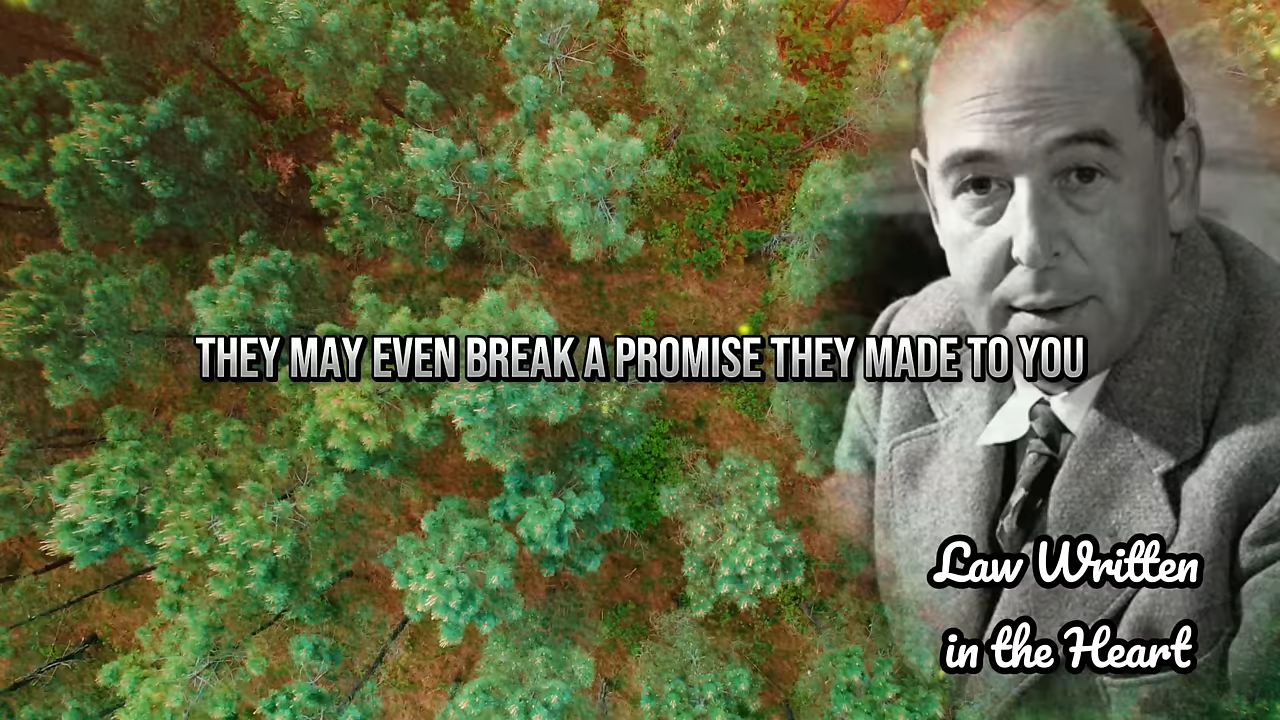 THEY MAY EVEN BREAK A PROMISE THEY MADE TO YOU
Law Written
in the Heart